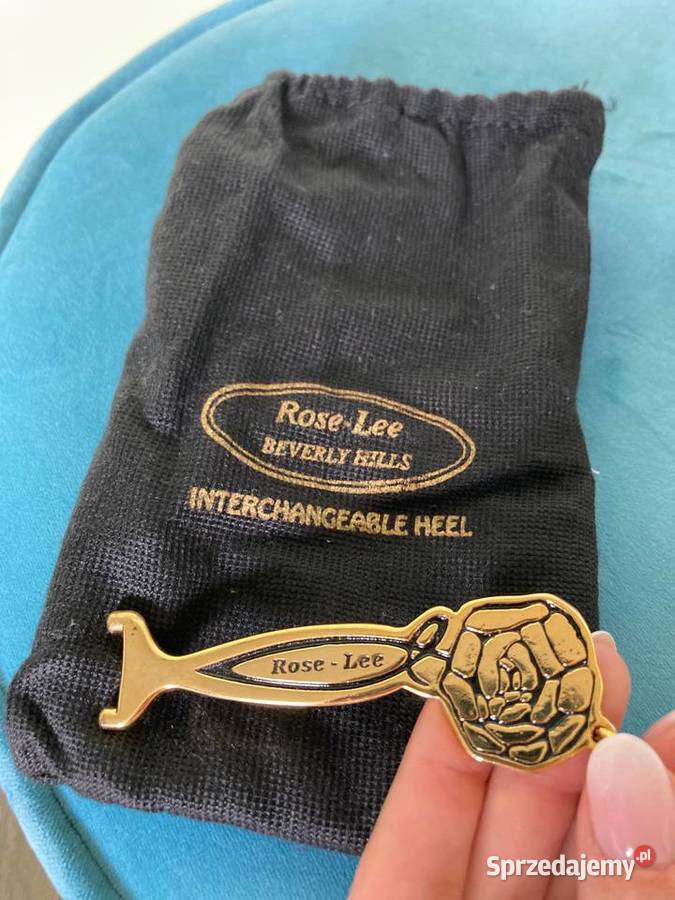 Rose-Lee
BEVERLY HILLS
INTERCHANGEABLE HEEL
Rose - Lee
Sprzedajemy.pl